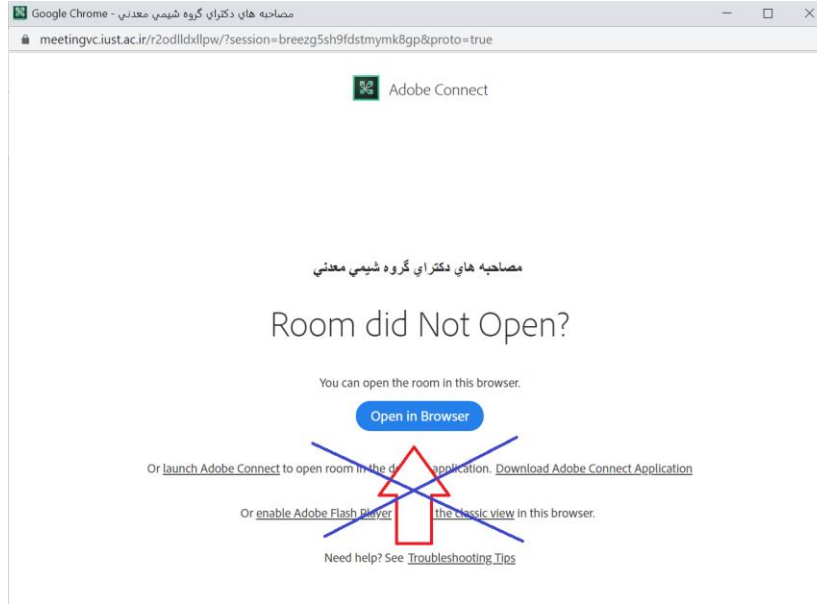 مصاحبه هاي دكتراي گروه شيمي معدني - Google Chrome
meetingvc.iust.ac.ir/r2odlldxllpw/?session=breezg5sh9fdstmymk8gp&proto=true
Adobe Connect
مصاحبه هاي دكتراي گروه شيمي معدني
Room did Not Open?
You can open the room in this browser.
Open in Browser
Or launch Adobe Connect to open room in the application. Download Adobe Connect Application
Or enable Adobe Flash Player the classic view in this browser.
Need help? See Troubleshooting Tips